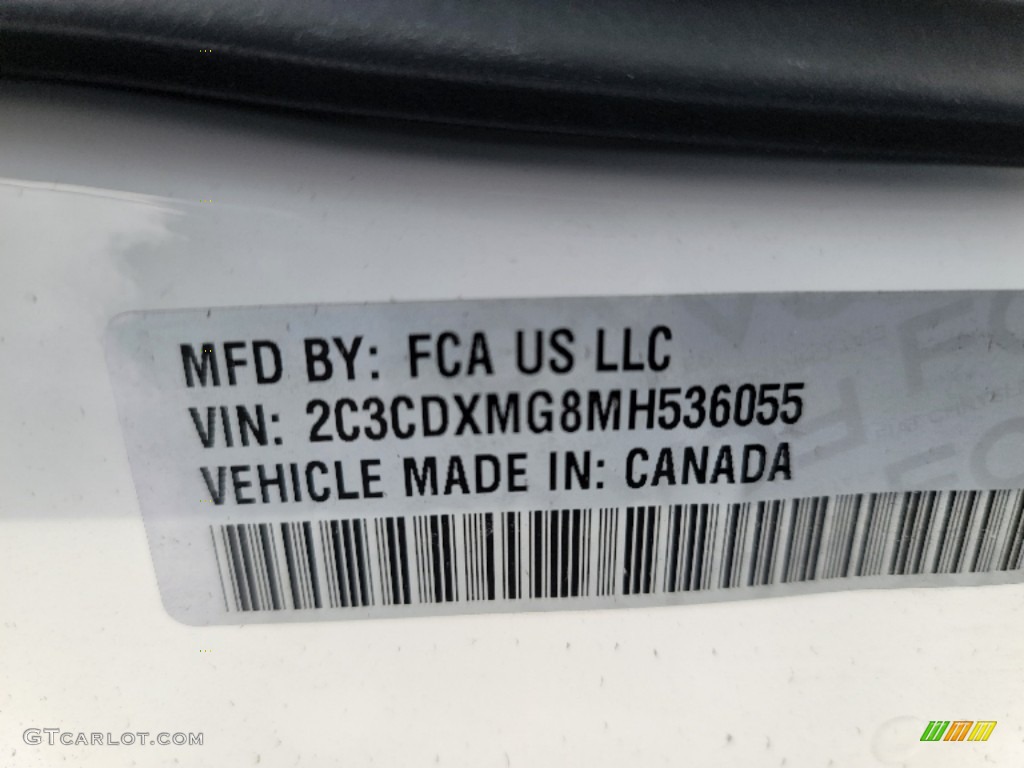 MFD BY: FCA US LLC
VIN: 2C3CDXMG8MH536055
VEHICLE MADE IN: CANADA
GTCARLOT.COM